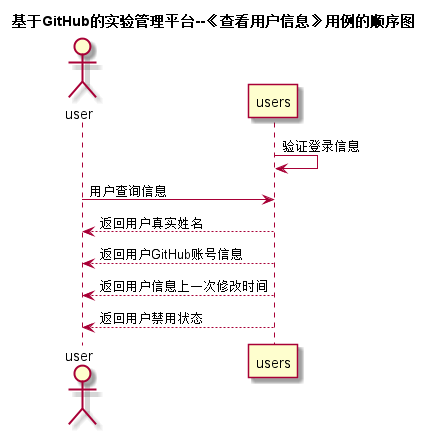 基于GitHub的实验管理平台--《查看用户信息》用例的顺序图
user
users
验证登录信息
用户查询信息
返回用户真实姓名
返回用户GitHub账号信息
返回用户信息上一次修改时间
返回用户禁用状态
user
users